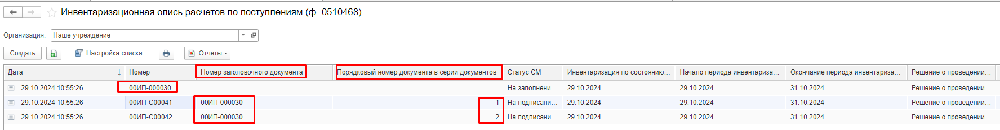 Инвентаризационная опись расчетов по поступлениям (ф. 0510468)
Организация: Наше учреждение
Создать Настройка списка Отчеты
Дата ↓ Номер Номер заголовочного документа Порядковый номер документа в серии документов Статус СМ Инвентаризация по состоянию... Начало периода инвентариза... Окончание периода инвентариза... Решение о проведении...
29.10.2024 10:55:26 00ИП-000030 На заполнени... 29.10.2024 29.10.2024 31.10.2024 Решение о проведении...
29.10.2024 10:55:26 00ИП-С00041 00ИП-000030 1 На подписани... 29.10.2024 29.10.2024 31.10.2024 Решение о проведении...
29.10.2024 10:55:26 00ИП-С00042 00ИП-000030 2 На подписани... 29.10.2024 29.10.2024 31.10.2024 Решение о проведении...